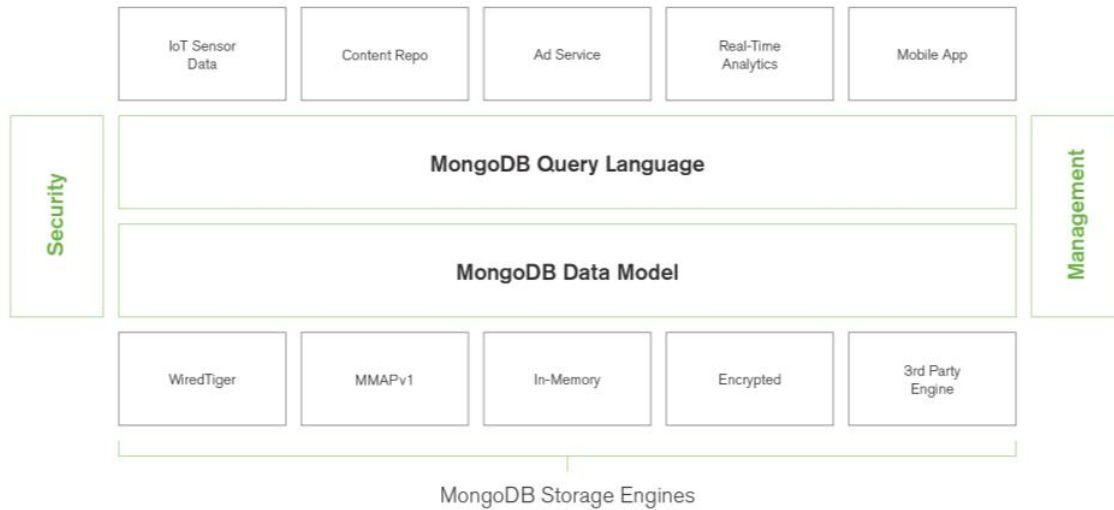 IoT Sensor
Data
Content Repo
Ad Service
Real-Time
Analytics
Mobile App
Security
MongoDB Query Language
MongoDB Data Model
Management
WiredTiger
MMAPv1
In-Memory
Encrypted
3rd Party
Engine
MongoDB Storage Engines